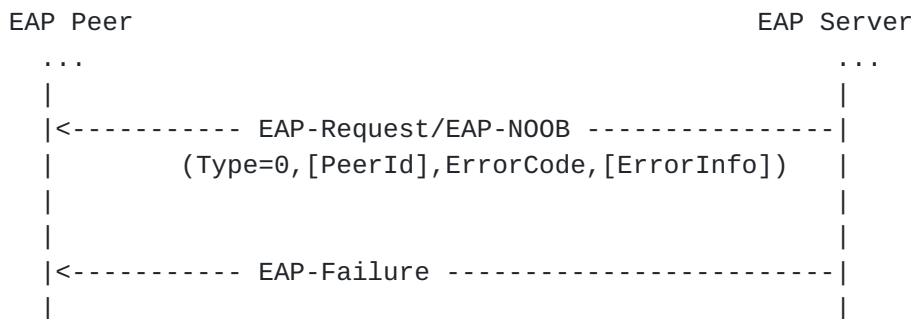 EAP Peer                                          EAP Server
  ...                                                 ...
  |                                                    |
  |<----------- EAP-Request/EAP-NOOB ----------------|
  |        (Type=0,[PeerId],ErrorCode,[ErrorInfo])    |
  |                                                    |
  |                                                    |
  |<----------- EAP-Failure -------------------------|
  |                                                    |